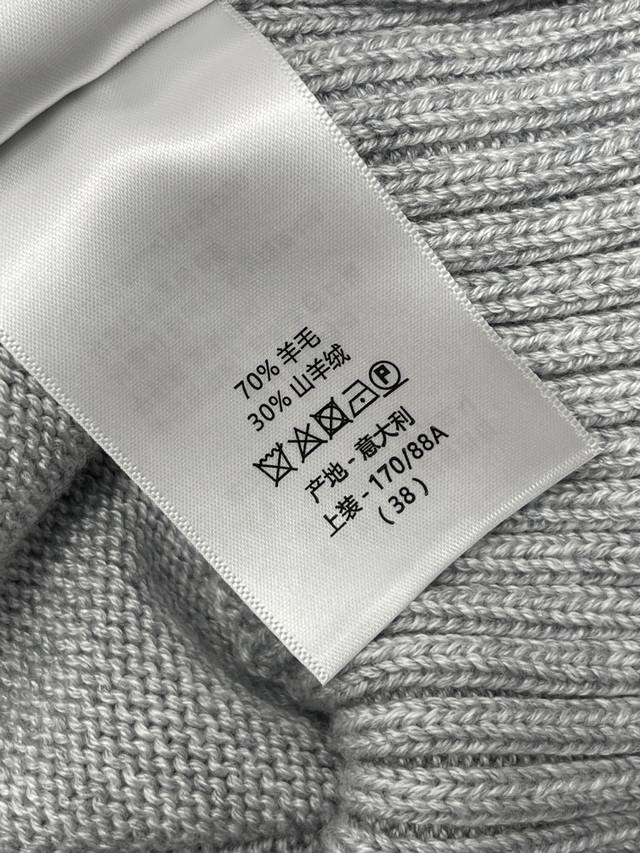 70% 羊毛
30% 山羊绒
P
产地 - 意大利
上装 - 170/88A
( 38 )